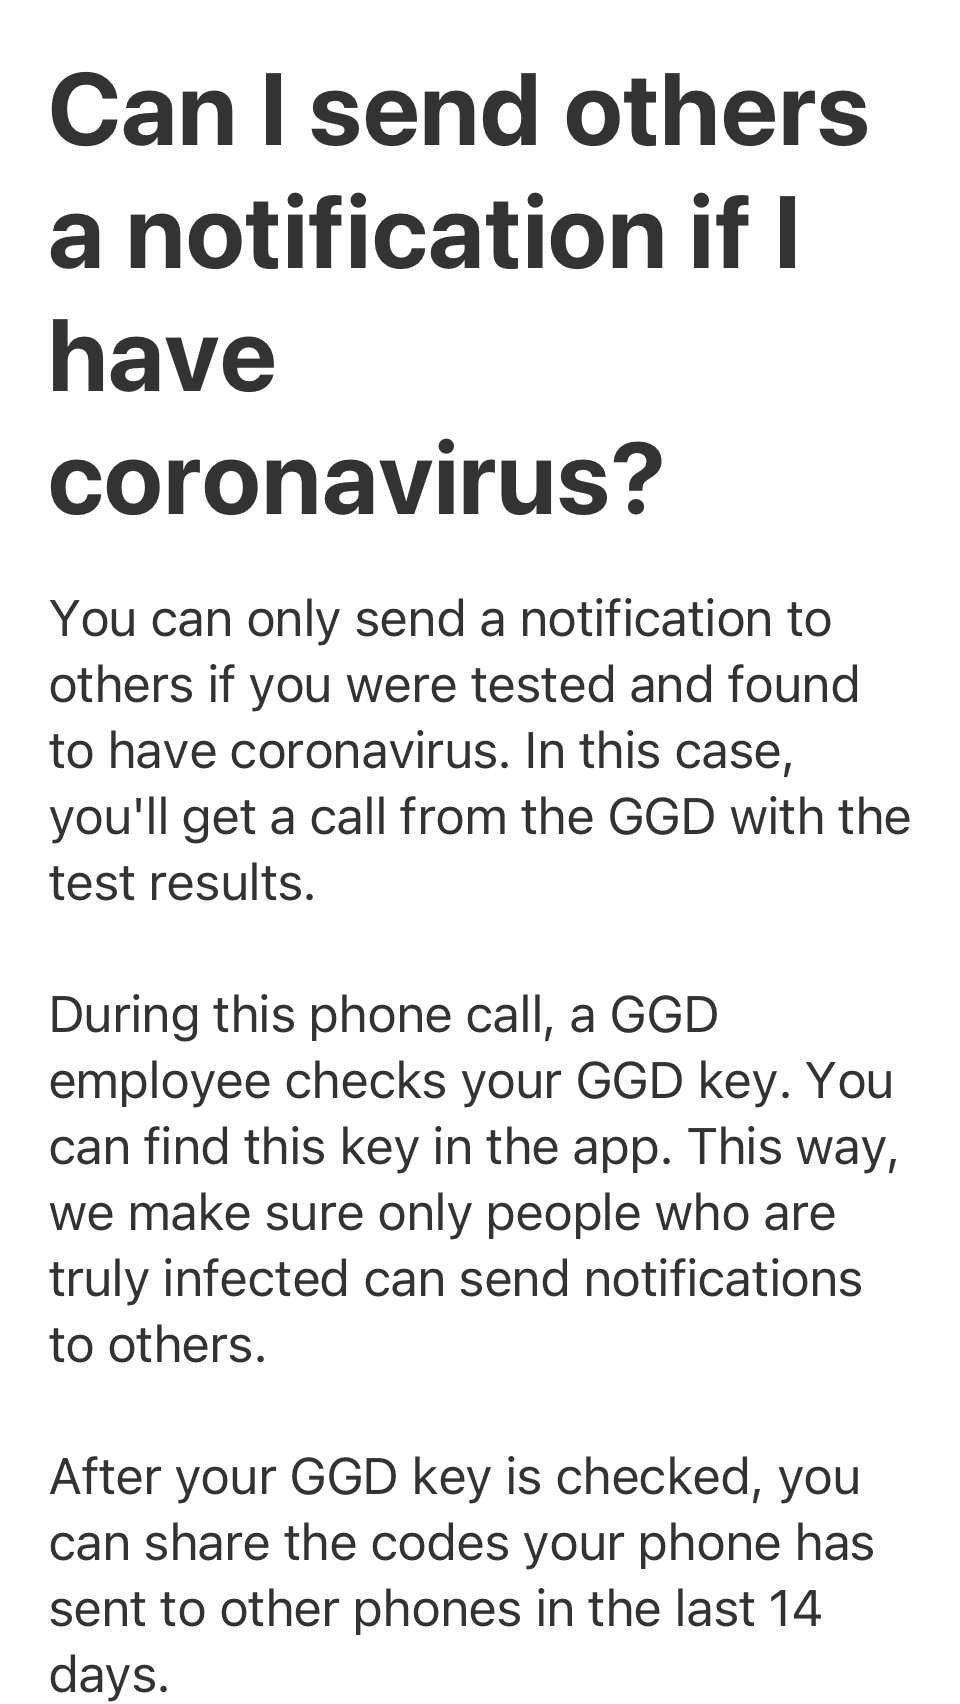 Can I send others
a notification if I
have
coronavirus?
You can only send a notification to
others if you were tested and found
to have coronavirus. In this case,
you'll get a call from the GGD with the
test results.
During this phone call, a GGD
employee checks your GGD key. You
can find this key in the app. This way,
we make sure only people who are
truly infected can send notifications
to others.
After your GGD key is checked, you
can share the codes your phone has
sent to other phones in the last 14
days.